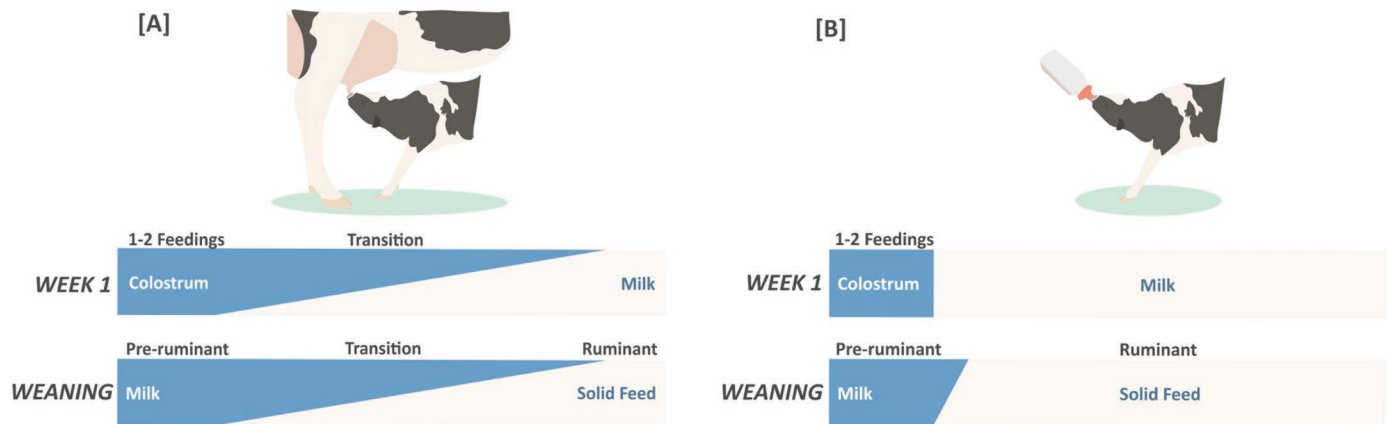 [A]
1-2 Feedings Transition
WEEK 1 Colostrum Milk
Pre-ruminant Transition Ruminant
WEANING Milk Solid Feed
[B]
1-2 Feedings
WEEK 1 Colostrum Milk
Pre-ruminant Ruminant
WEANING Milk Solid Feed